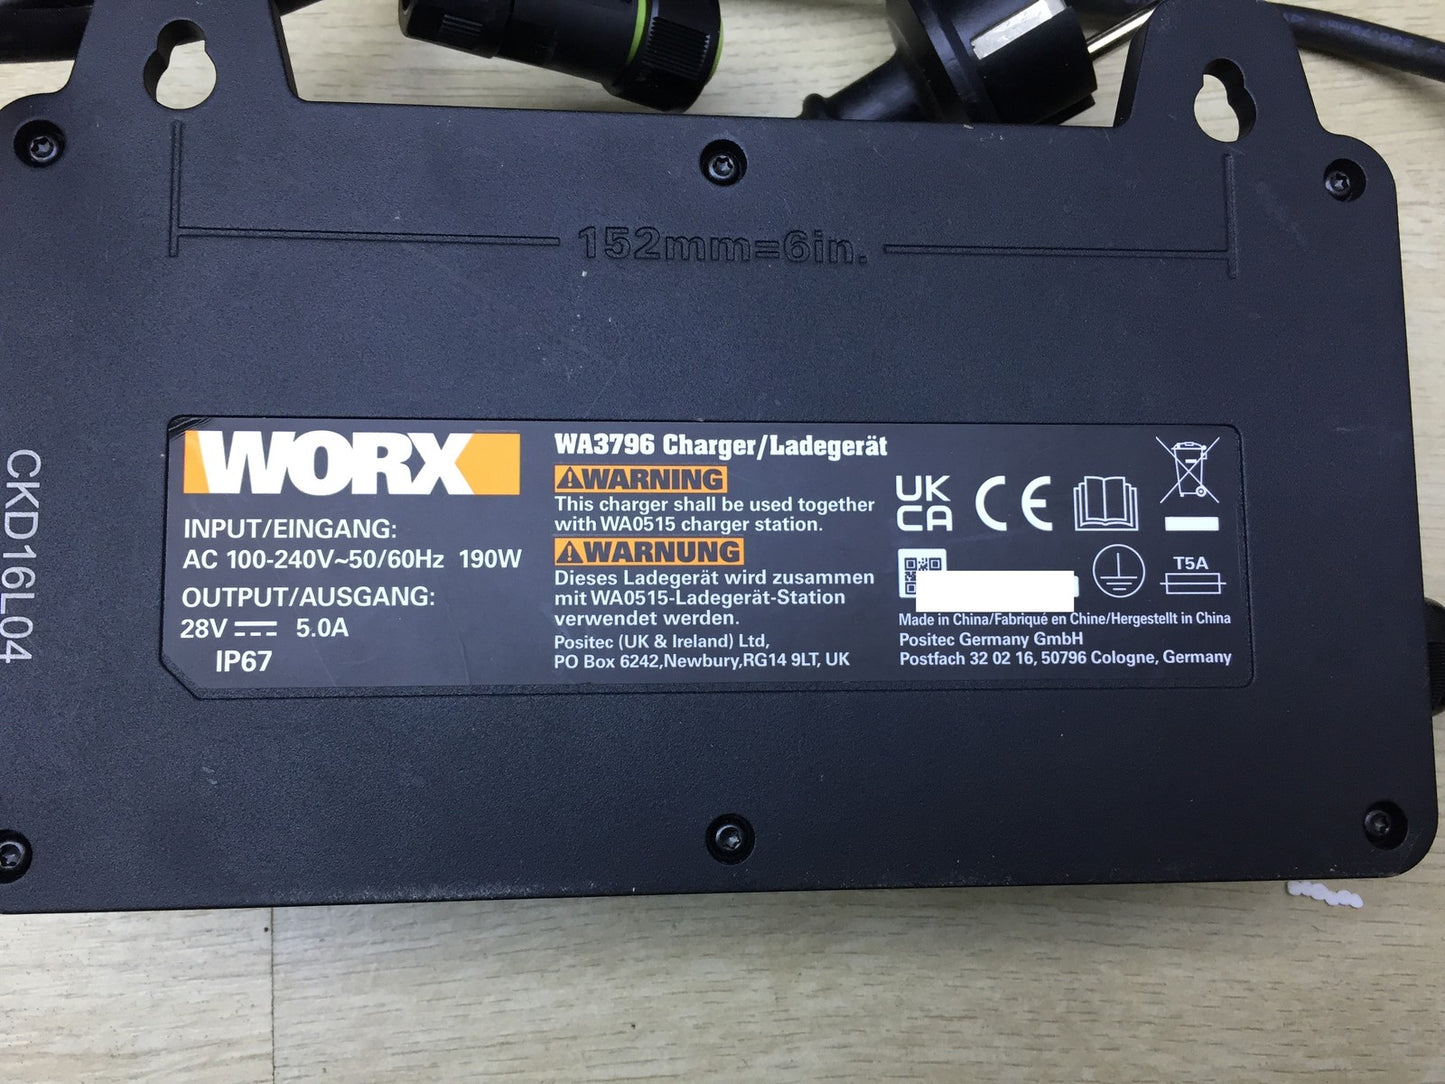 152mm=6in.
CKD16L04
WORX
INPUT/EINGANG:
AC 100-240V~50/60Hz 190W
OUTPUT/AUSGANG:
28V 5.0A
IP67
WA3796 Charger/Ladegerät
WARNING
This charger shall be used together
with WA0515 charger station.
WARNUNG
Dieses Ladegerät wird zusammen
mit WA0515-Ladegerät-Station
verwendet werden.
Positec (UK & Ireland) Ltd,
PO Box 6242,Newbury,RG14 9LT, UK
UK
CA
CE
T5A
Made in China/Fabriqué en Chine/Hergestellt in China
Positec Germany GmbH
Postfach 32 02 16, 50796 Cologne, Germany